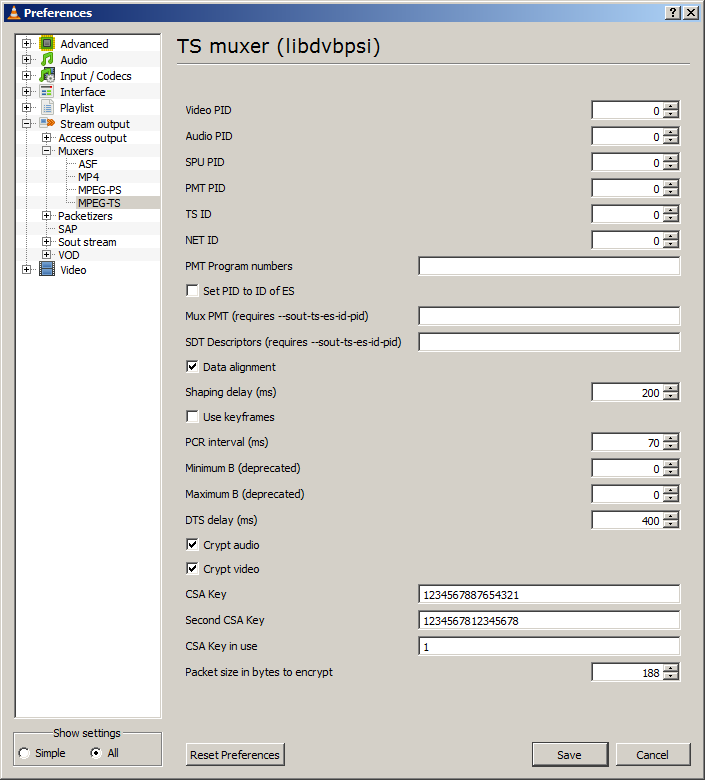 Preferences
Advanced
Audio
Input / Codecs
Interface
Playlist
Stream output
Access output
Muxers
ASF
MP4
MPEG-PS
MPEG-TS
Packetizers
SAP
Sout stream
VOD
Video
Show settings
Simple
All
TS muxer (libdvbpsi)
Video PID 0
Audio PID 0
SPU PID 0
PMT PID 0
TS ID 0
NET ID 0
PMT Program numbers
Set PID to ID of ES
Mux PMT (requires --sout-ts-es-id-pid)
SDT Descriptors (requires --sout-ts-es-id-pid)
Data alignment
Shaping delay (ms) 200
Use keyframes
PCR interval (ms) 70
Minimum B (deprecated) 0
Maximum B (deprecated) 0
DTS delay (ms) 400
Crypt audio
Crypt video
CSA Key 1234567887654321
Second CSA Key 1234567812345678
CSA Key in use 1
Packet size in bytes to encrypt 188
Reset Preferences
Save
Cancel